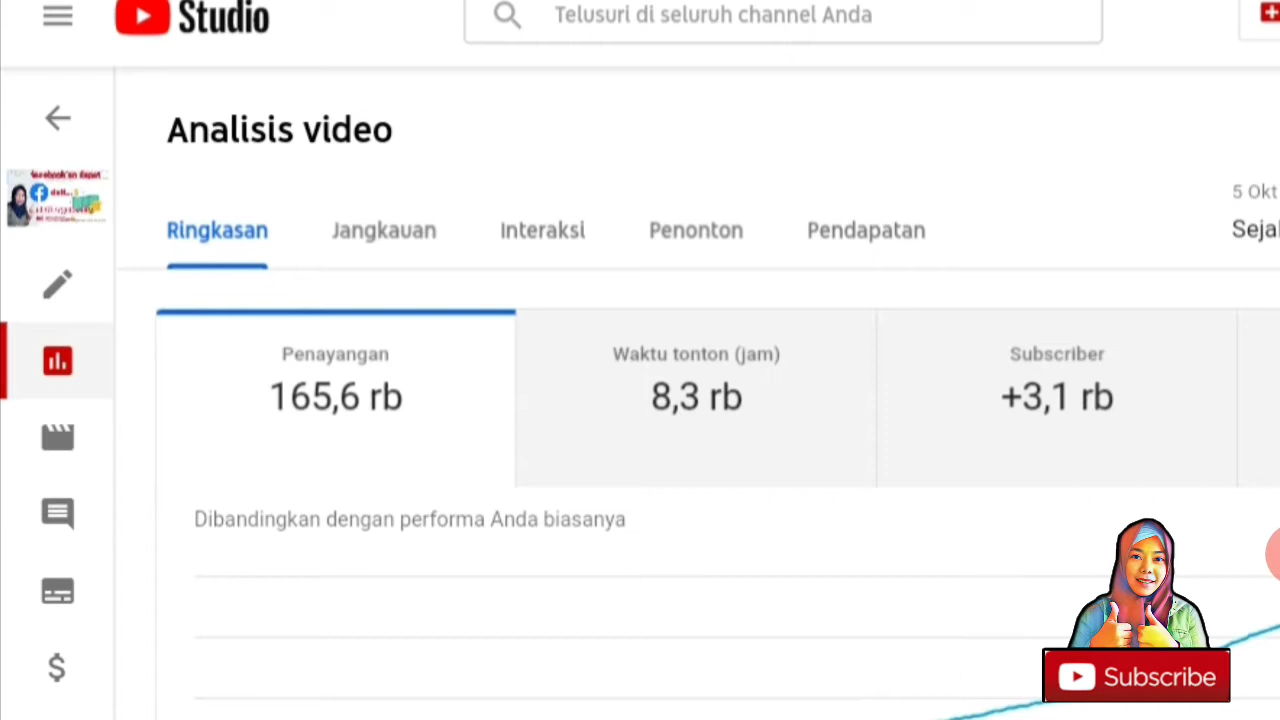 Studio
Telusuri di seluruh channel Anda
Analisis video
5 Okt
Ringkasan
Jangkauan
Interaksi
Penonton
Pendapatan
Penayangan
165,6 rb
Waktu tonton (jam)
8,3 rb
Subscriber
+3,1 rb
Dibandingkan dengan performa Anda biasanya
Subscribe